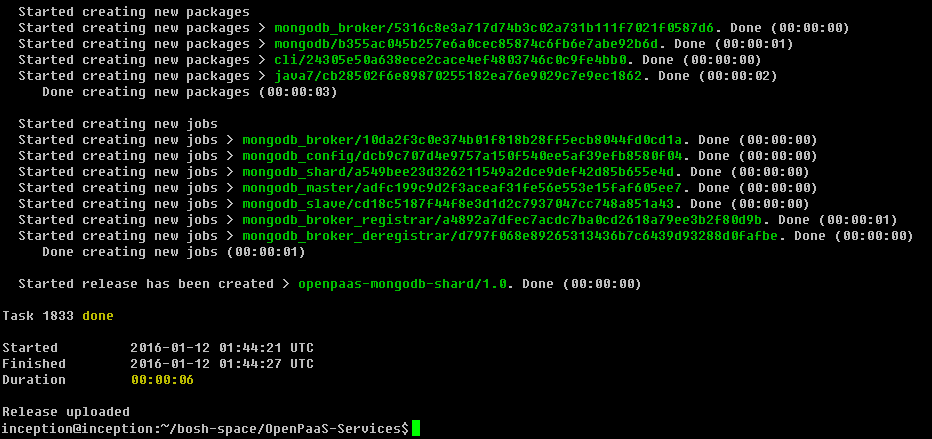 Started creating new packages
Started creating new packages > mongodb_broker/5316c8e3a717d74b3c02a731b111f7021f0587d6. Done (00:00:00)
Started creating new packages > mongodb/b355ac045b257e6a0cec85874c6fb6e7abe92b6d. Done (00:00:01)
Started creating new packages > cli/24305e50a638ece2cace4ef4803746c0c9fe4bb0. Done (00:00:00)
Started creating new packages > java7/cb28502f6e89870255182ea76e9029c7e9ec1862. Done (00:00:02)
Done creating new packages (00:00:03)
Started creating new jobs
Started creating new jobs > mongodb_broker/10da2f3c0e374b01f818b28ff5ecb8044fd0cd1a. Done (00:00:00)
Started creating new jobs > mongodb_config/dcb9c707d4e9757a150f540ee5af39efb8580f04. Done (00:00:00)
Started creating new jobs > mongodb_shard/a549bee23d326211549a2dce9def42d85b655e4d. Done (00:00:00)
Started creating new jobs > mongodb_master/adfc199c9d2f3aceaf31fe56e553e15faf605ee7. Done (00:00:00)
Started creating new jobs > mongodb_slave/cd18c5187f44f8e3d1d2c7937047cc748a851a43. Done (00:00:00)
Started creating new jobs > mongodb_broker_registrar/a4892a7dfec7acdc7ba0cd2618a79ee3b2f80d9b. Done (00:00:01)
Started creating new jobs > mongodb_broker_deregistrar/d797f068e89265313436b7c6439d93288d0fafbe. Done (00:00:00)
Done creating new jobs (00:00:01)
Started release has been created > openpaas-mongodb-shard/1.0. Done (00:00:00)
Task 1833 done
Started 2016-01-12 01:44:21 UTC
Finished 2016-01-12 01:44:27 UTC
Duration 00:00:06
Release uploaded
inception@inception:~/bosh-space/OpenPaaS-Services$